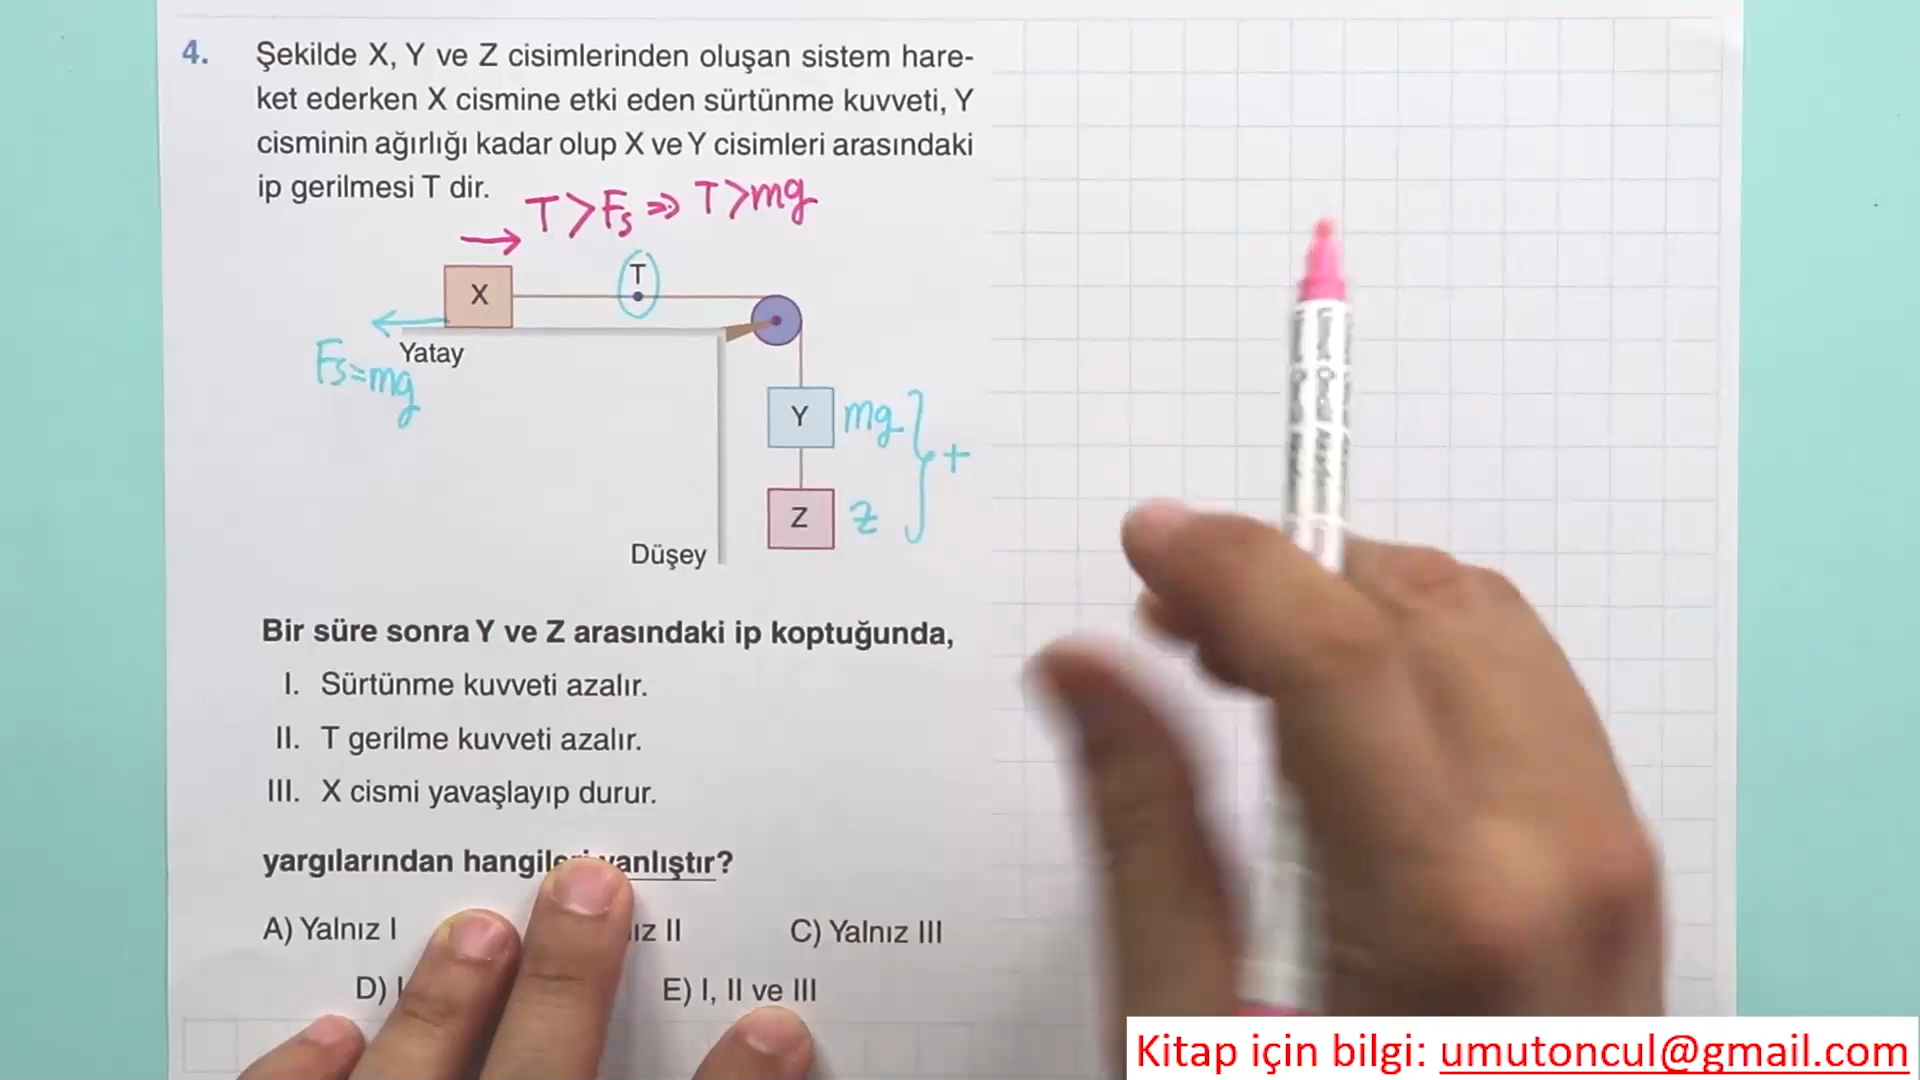 4. Şekilde X, Y ve Z cisimlerinden oluşan sistem hare-
ket ederken X cismine etki eden sürtünme kuvveti, Y
cisminin ağırlığı kadar olup X ve Y cisimleri arasındaki
ip gerilmesi T dir.
T > Fs ⇒ T > mg
T
X
Yatay
Fs=mg
Y mg
+
Z z
Düşey
Bir süre sonra Y ve Z arasındaki ip koptuğunda,
I. Sürtünme kuvveti azalır.
II. T gerilme kuvveti azalır.
III. X cismi yavaşlayıp durur.
yargılarından hangileri yanlıştır?
A) Yalnız I
II
C) Yalnız III
D)
E) I, II ve III
Kitap için bilgi: umutoncul@gmail.com